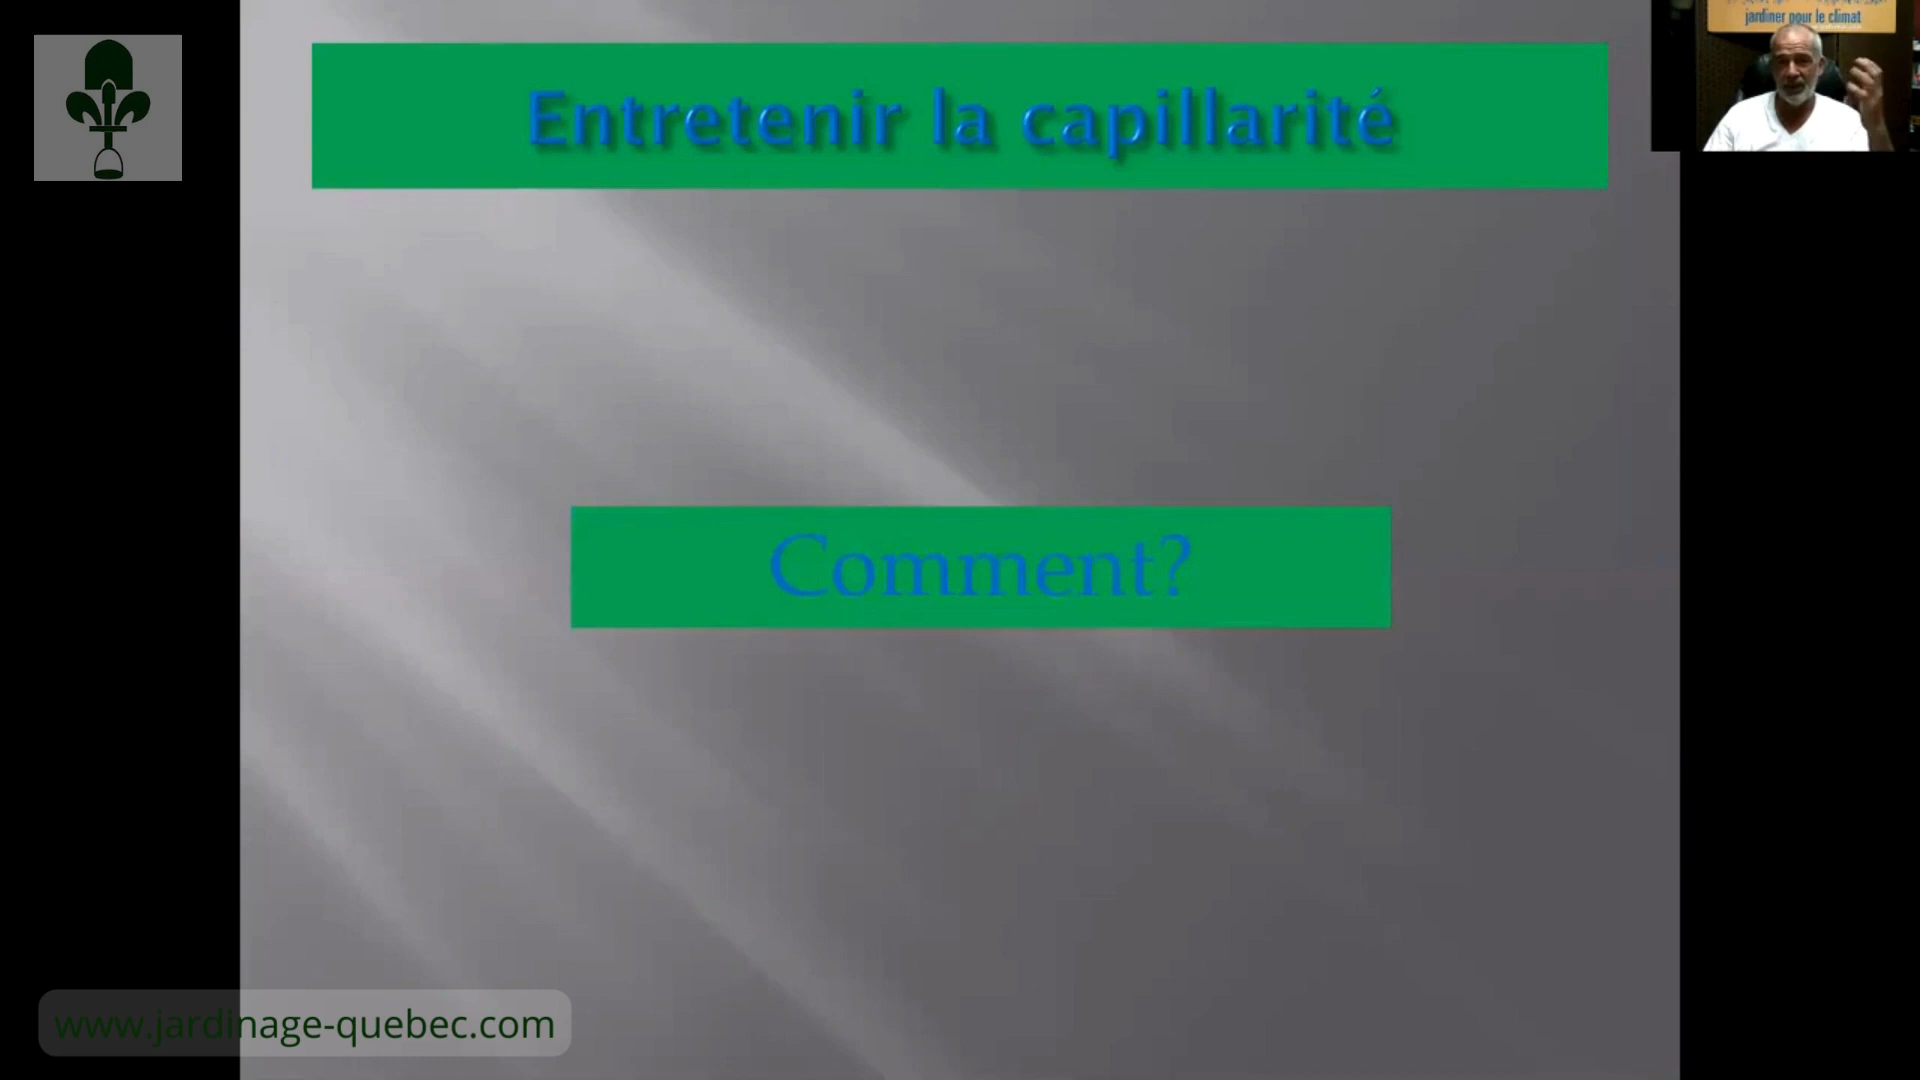 jardiner pour le climat
Entretenir la capillarité
Comment?
www.jardinage-quebec.com